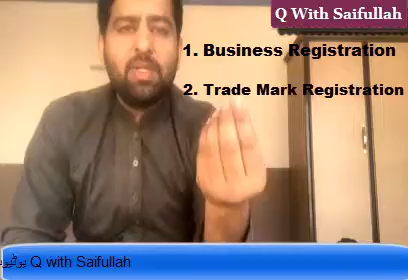 Q With Saifullah
1. Business Registration
2. Trade Mark Registration
Q with Saifullah